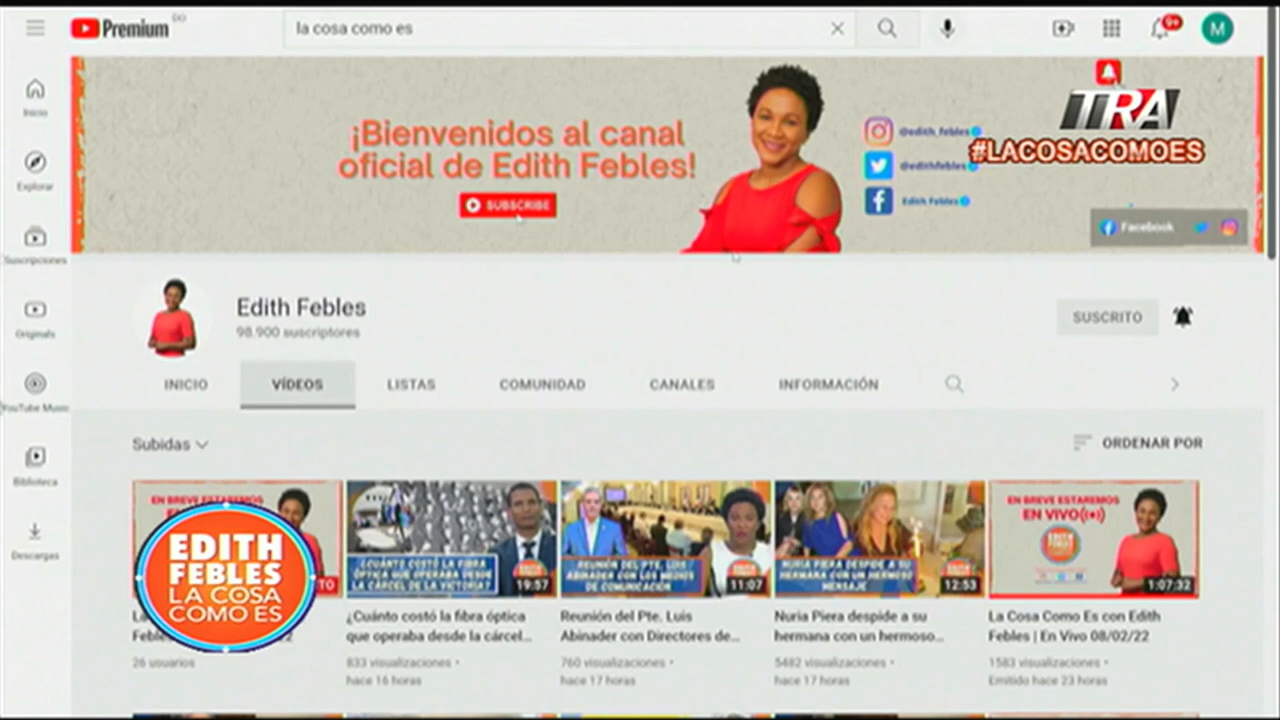 Premium
DO
la cosa como es
9+
M
Inicio
Explorar
Suscripciones
Originals
YouTube Music
Biblioteca
Descargas
¡Bienvenidos al canal
oficial de Edith Febles!
SUBSCRIBE
@edith_febles
@edithfebles
Edith Febles
TRA
#LACOSACOMOES
Facebook
Edith Febles
98.900 suscriptores
SUSCRITO
INICIO
VÍDEOS
LISTAS
COMUNIDAD
CANALES
INFORMACIÓN
Subidas
ORDENAR POR
EN BREVE ESTAREMOS
EDITH
FEBLES
LA COSA
COMO ES
26 usuarios
¿CUÁNTO COSTÓ LA FIBRA
ÓPTICA QUE OPERABA DESDE
LA CÁRCEL DE LA VICTORIA?
19:57
¿Cuánto costó la fibra óptica
que operaba desde la cárcel...
833 visualizaciones •
hace 16 horas
REUNIÓN DEL PTE. LUIS
ABINADER CON LOS MEDIOS
DE COMUNICACIÓN
11:07
Reunión del Pte. Luis
Abinader con Directores de...
760 visualizaciones •
hace 17 horas
NURIA PIERA DESPIDE A SU
HERMANA CON UN HERMOSO
MENSAJE
12:53
Nuria Piera despide a su
hermana con un hermoso...
5482 visualizaciones •
hace 17 horas
EN BREVE ESTAREMOS
EN VIVO
1:07:32
La Cosa Como Es con Edith
Febles | En Vivo 08/02/22
1583 visualizaciones •
Emitido hace 23 horas